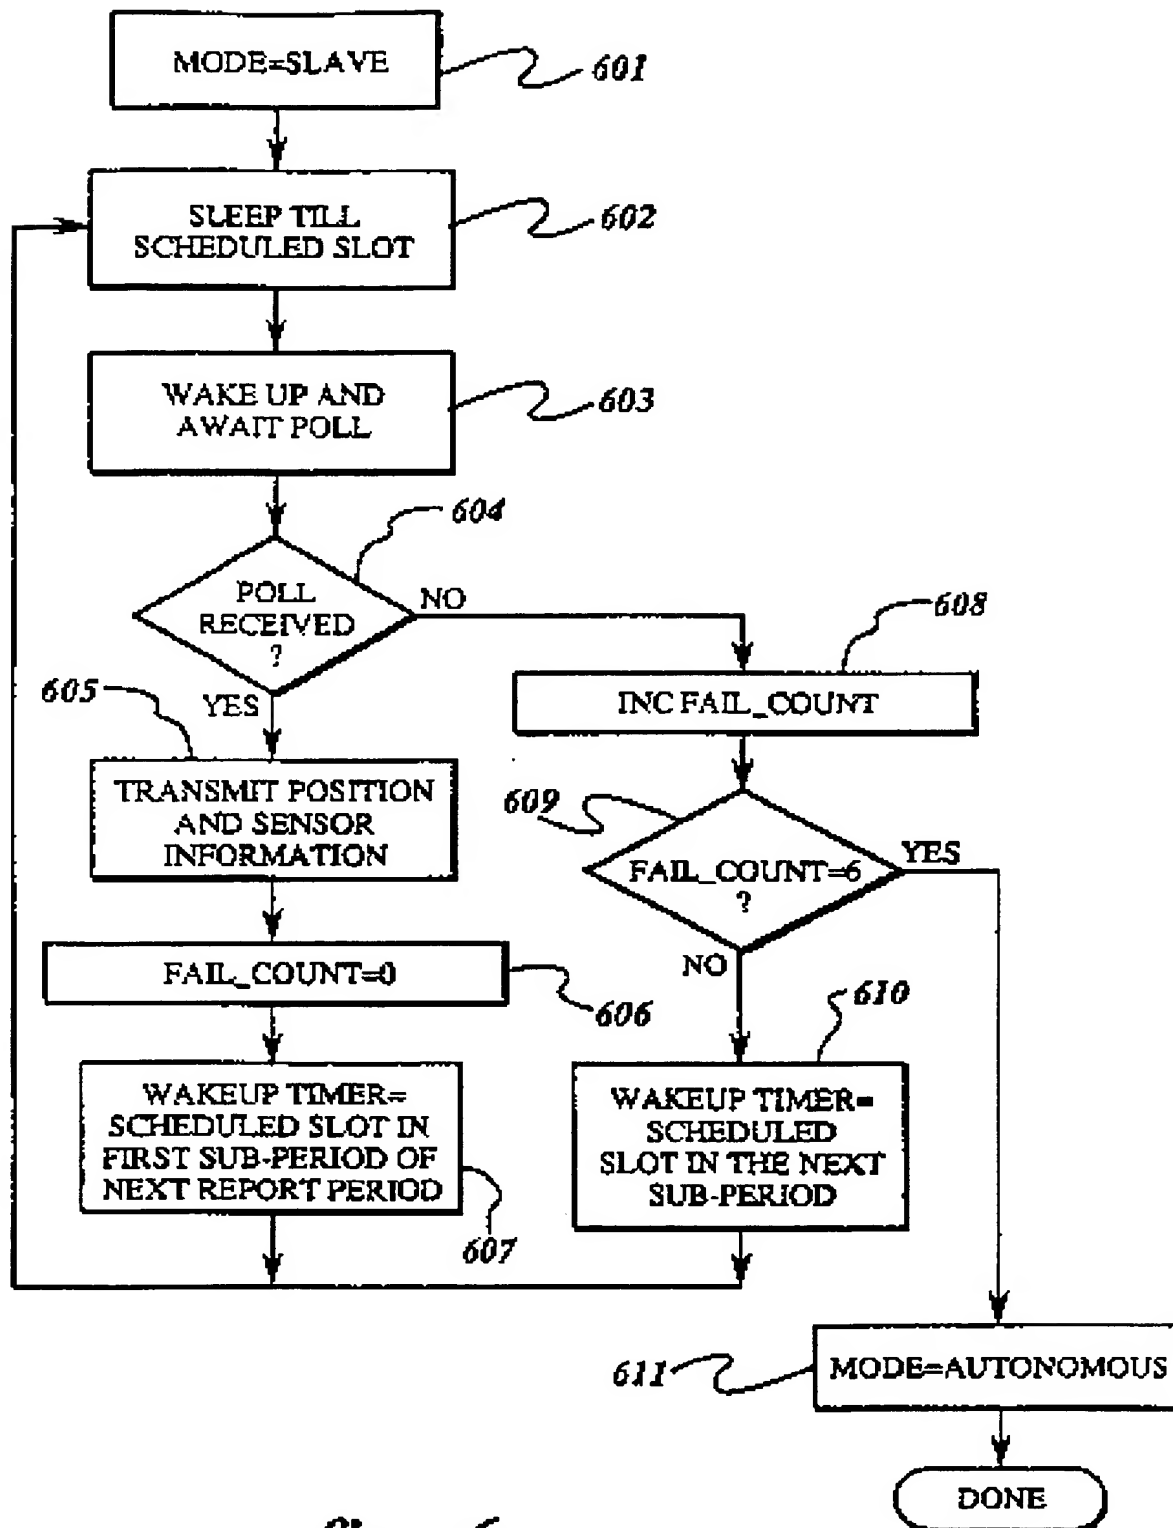 MODE=SLAVE
601
SLEEP TILL
SCHEDULED SLOT
602
WAKE UP AND
AWAIT POLL
603
604
POLL
RECEIVED
?
NO
YES
605
TRANSMIT POSITION
AND SENSOR
INFORMATION
FAIL_COUNT=0
606
WAKEUP TIMER=
SCHEDULED SLOT IN
FIRST SUB-PERIOD OF
NEXT REPORT PERIOD
607
608
INC FAIL_COUNT
609
FAIL_COUNT=6
?
YES
NO
610
WAKEUP TIMER=
SCHEDULED
SLOT IN THE NEXT
SUB-PERIOD
611
MODE=AUTONOMOUS
DONE